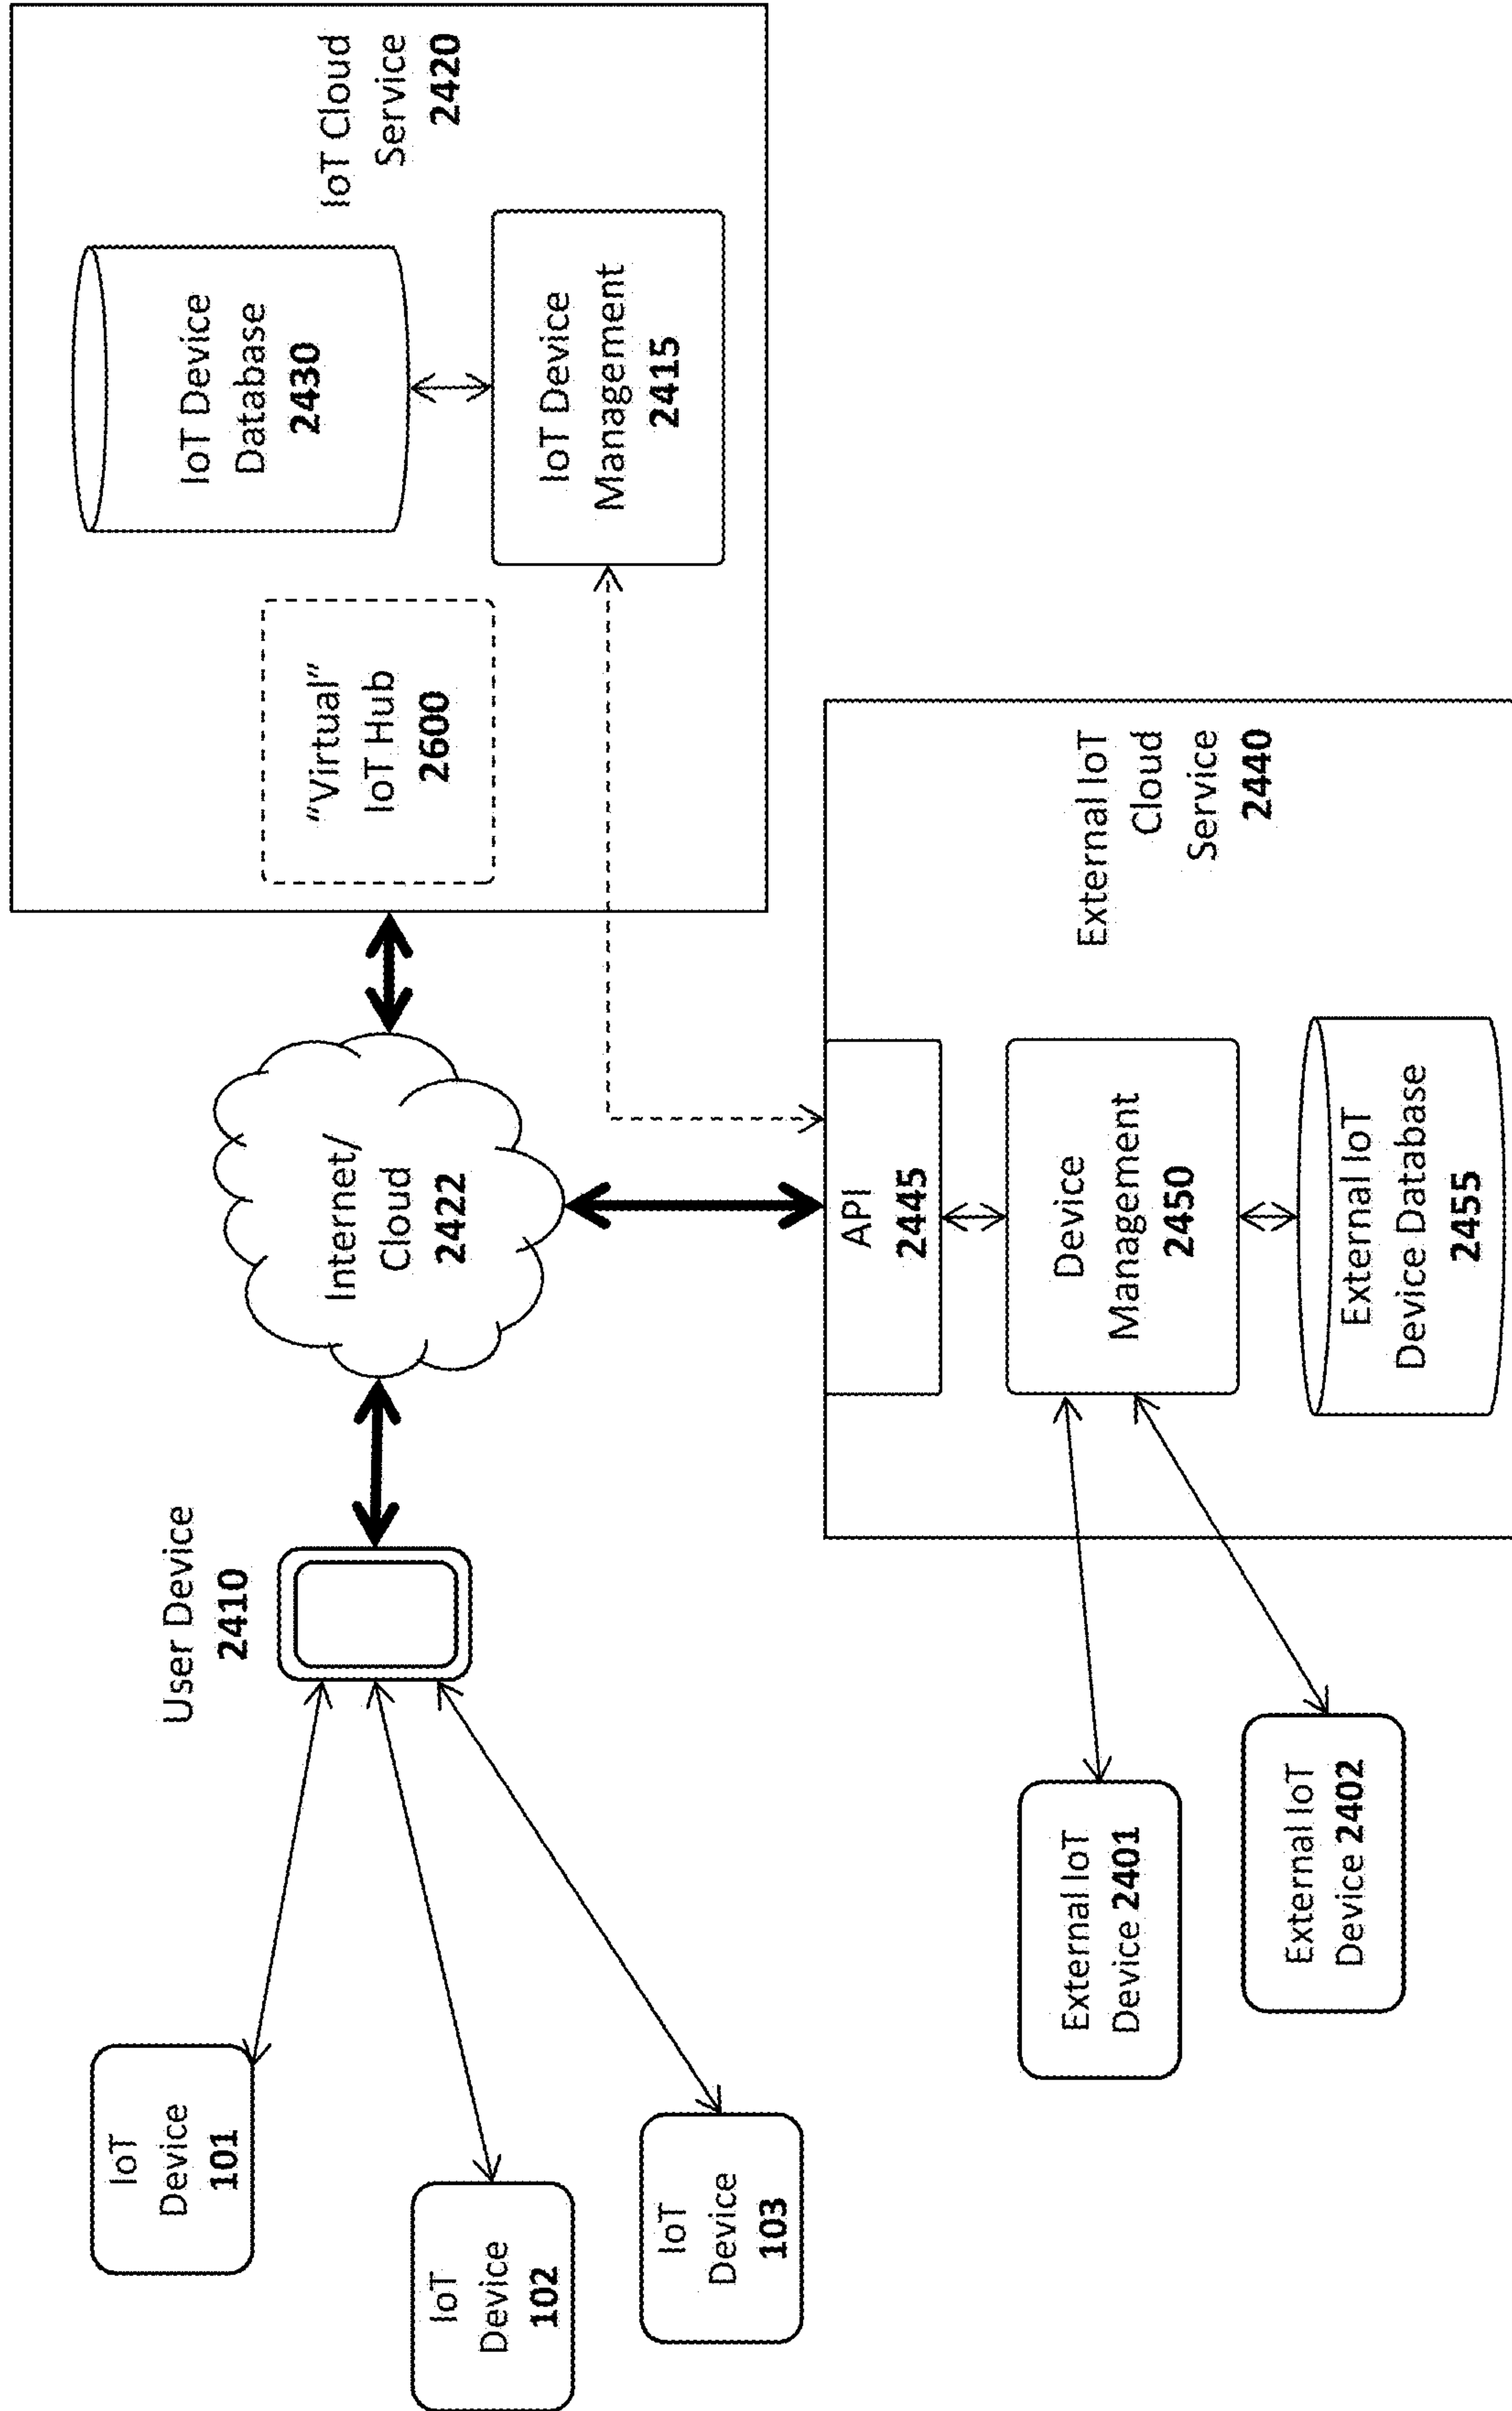 IoT
Device
101
IoT
Device
102
IoT
Device
103
User Device
2410
Internet/
Cloud
2422
“Virtual”
IoT Hub
2600
IoT Device
Database
2430
IoT Device
Management
2415
IoT Cloud
Service
2420
External IoT
Device 2401
External IoT
Device 2402
API
2445
Device
Management
2450
External IoT
Device Database
2455
External IoT
Cloud
Service
2440